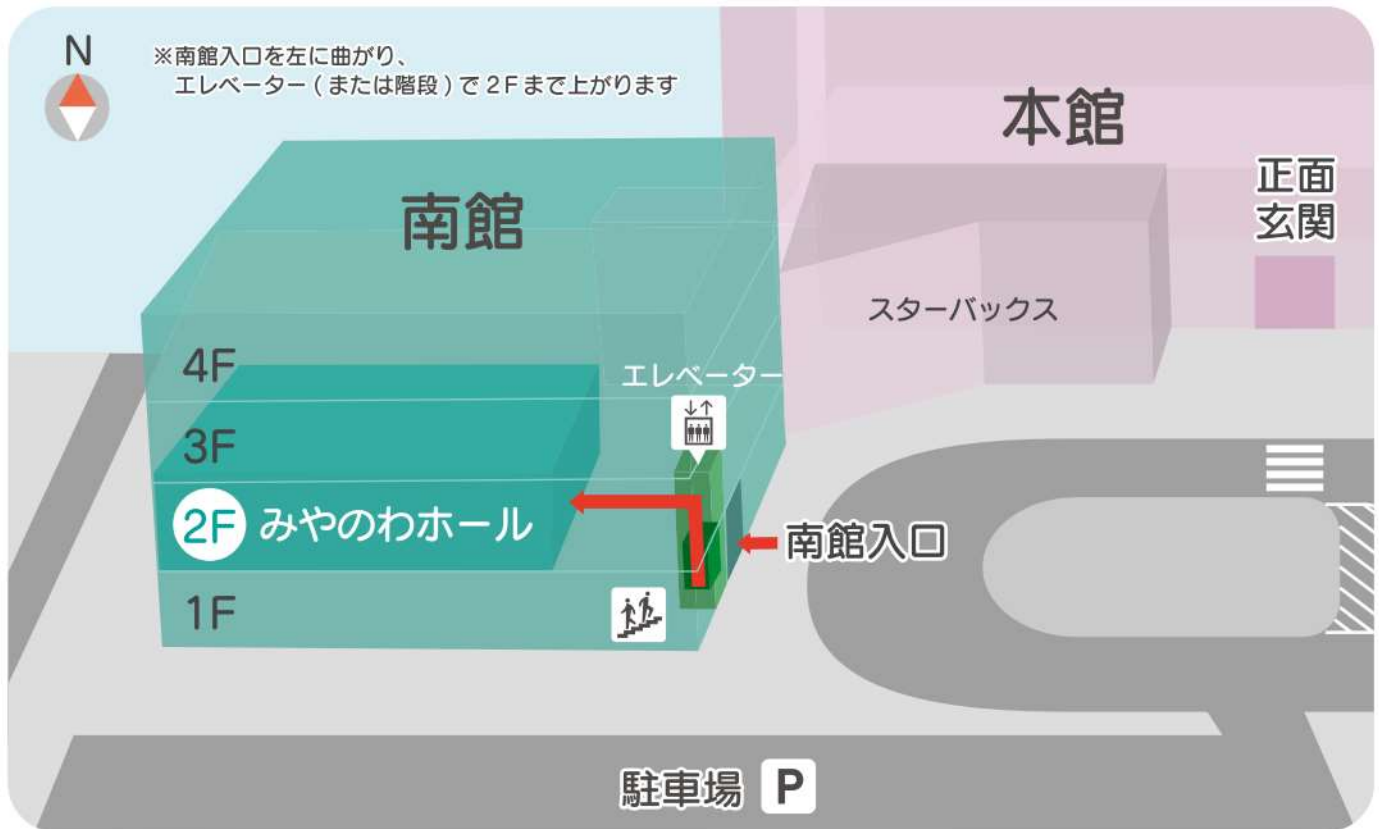 N
※南館入口を左に曲がり、
エレベーター(または階段)で2Fまで上がります
本館
正面
玄関
南館
スターバックス
4F
エレベーター
3F
2F みやのわホール
南館入口
1F
駐車場 P